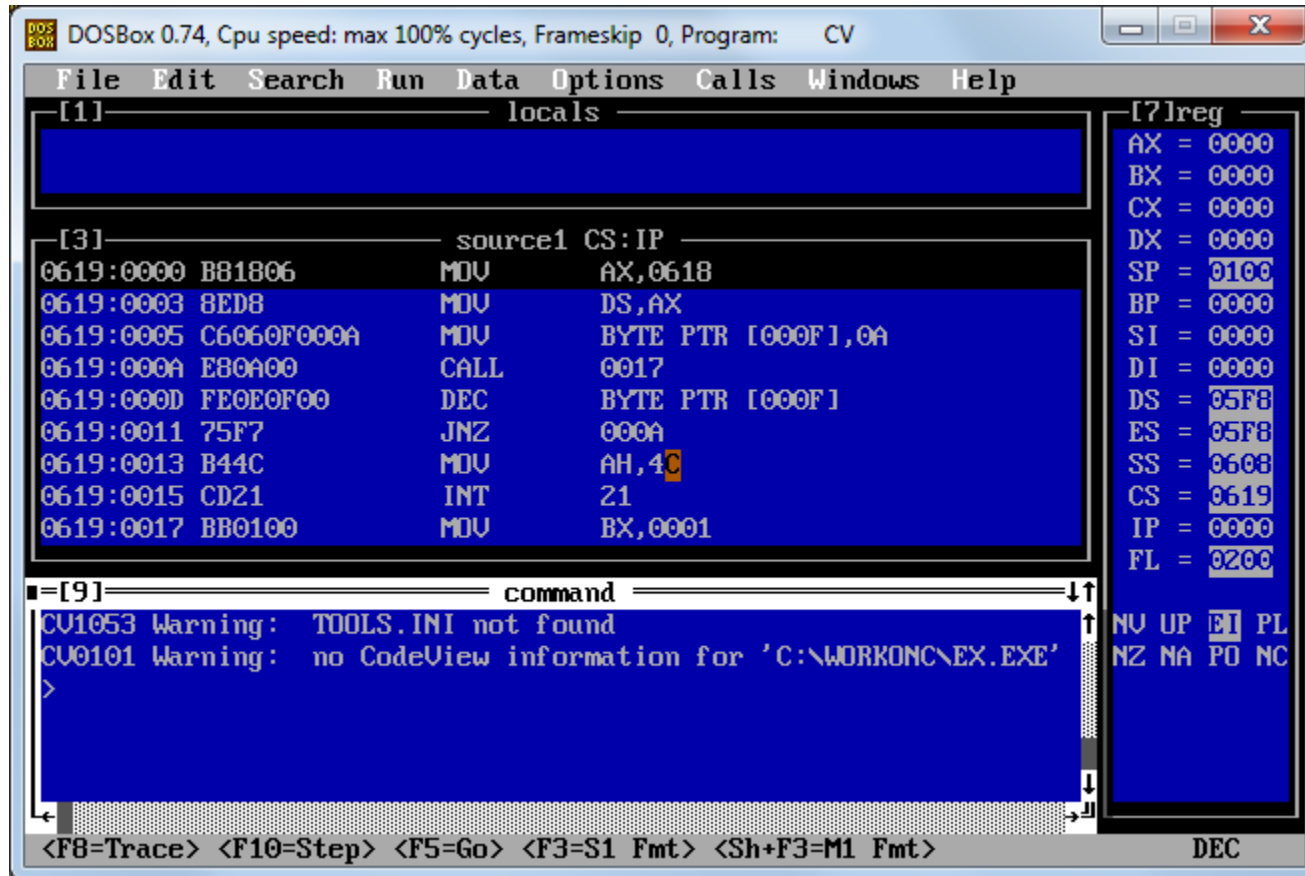 DOSBox 0.74, Cpu speed: max 100% cycles, Frameskip 0, Program: CV
File Edit Search Run Data Options Calls Windows Help
[1] locals
[3] source1 CS:IP
0619:0000 B81806 MOV AX,0618
0619:0003 8ED8 MOV DS,AX
0619:0005 C6060F000A MOV BYTE PTR [000F],0A
0619:000A E80A00 CALL 0017
0619:000D FE0E0F00 DEC BYTE PTR [000F]
0619:0011 75F7 JNZ 000A
0619:0013 B44C MOV AH,4C
0619:0015 CD21 INT 21
0619:0017 BB0100 MOV BX,0001
[9] command
CV1053 Warning: TOOLS.INI not found
CV0101 Warning: no CodeView information for 'C:\WORKONC\EX.EXE'
>
[7]reg
AX = 0000
BX = 0000
CX = 0000
DX = 0000
SP = 0100
BP = 0000
SI = 0000
DI = 0000
DS = 05F8
ES = 05F8
SS = 0608
CS = 0619
IP = 0000
FL = 0200
NV UP EI PL
NZ NA PO NC
<F8=Trace> <F10=Step> <F5=Go> <F3=S1 Fmt> <Sh+F3=M1 Fmt> DEC